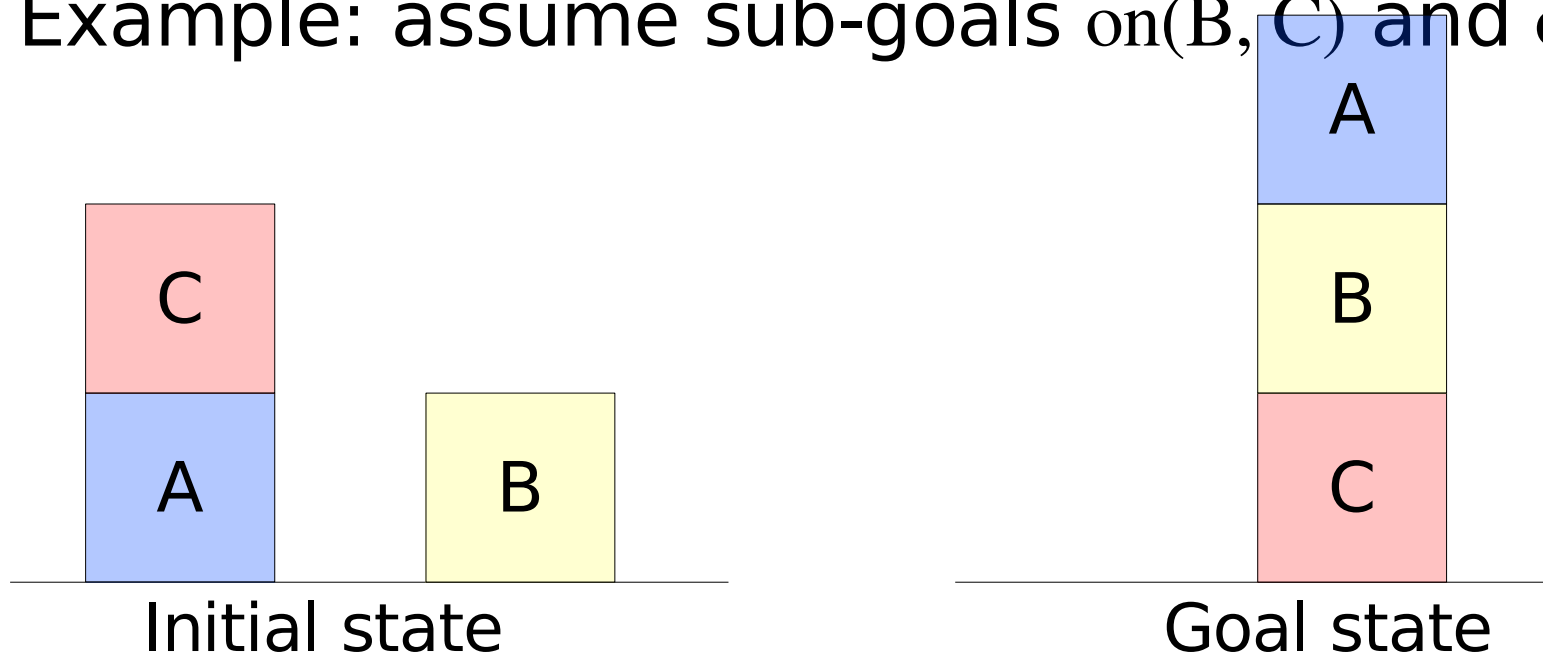 Example: assume sub-goals on(B, C) and
A
C
B
A
B
C
Initial state
Goal state